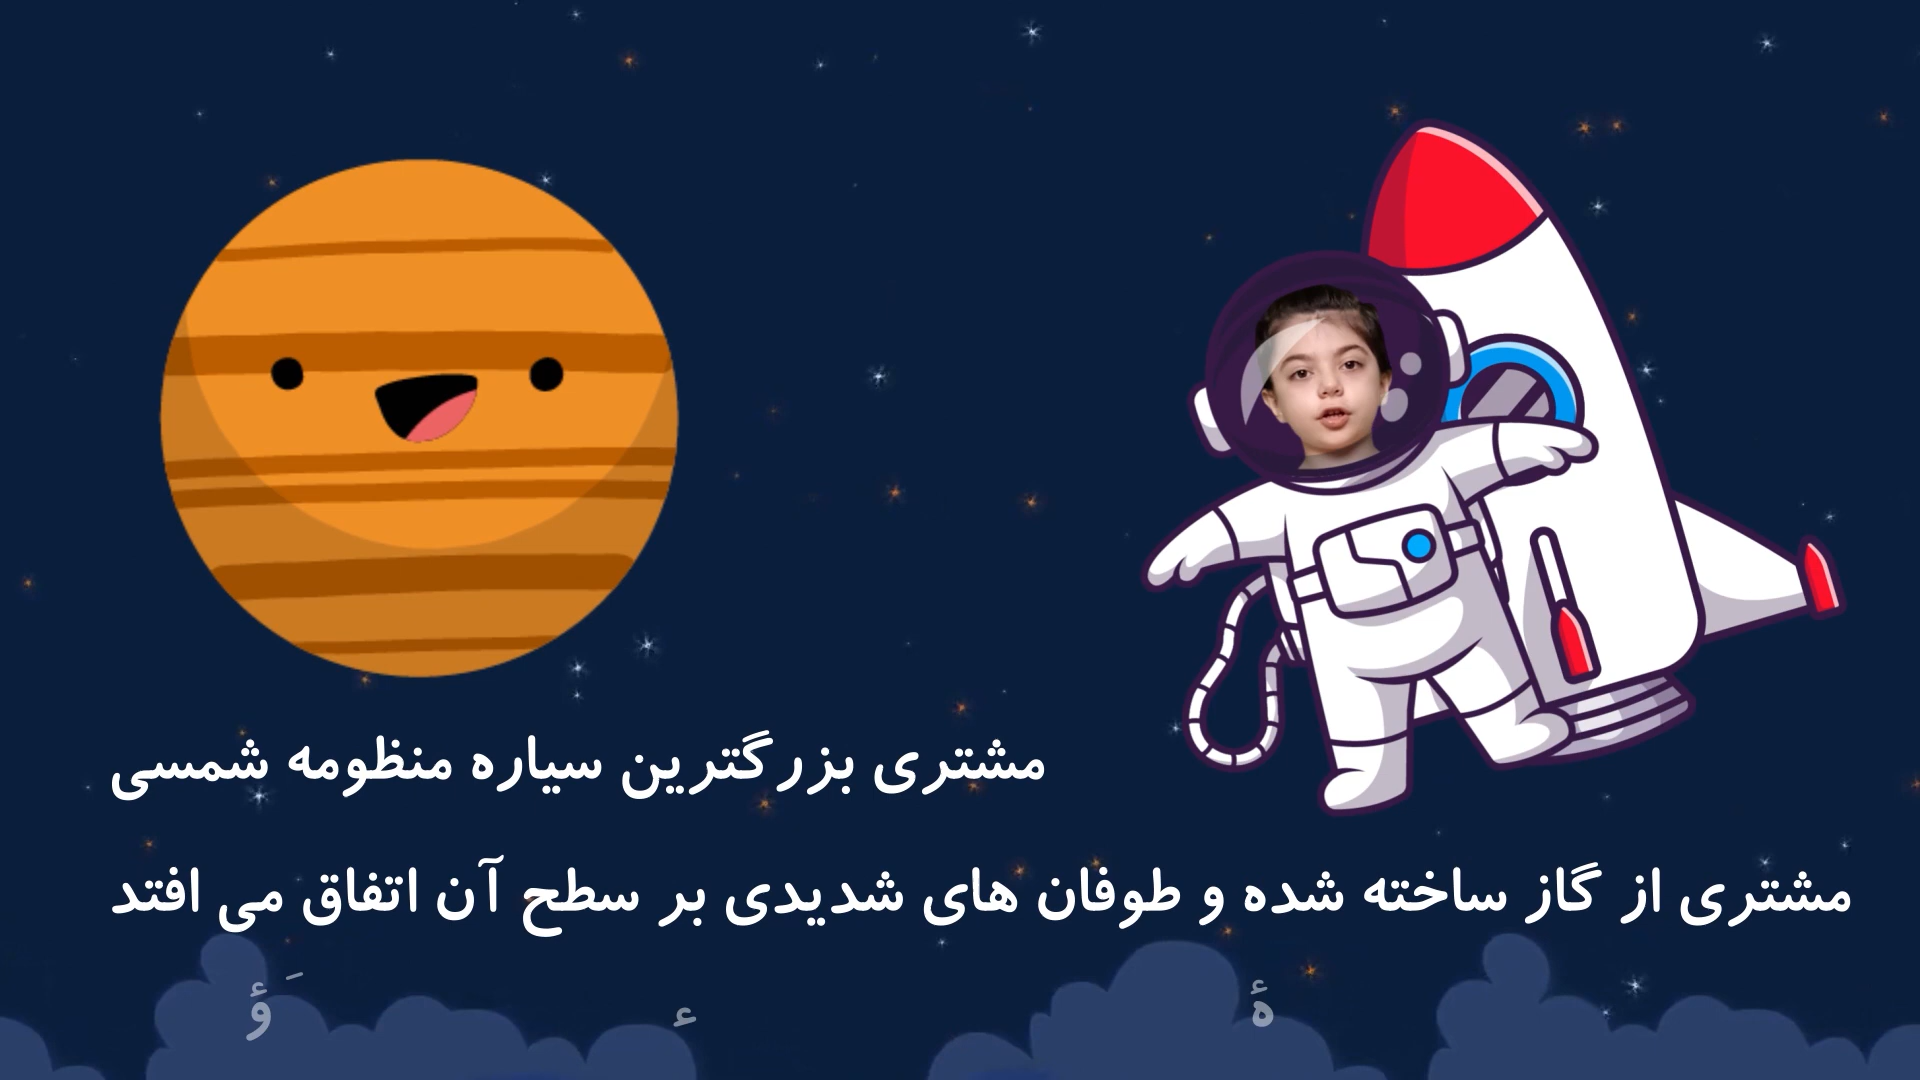 مشتری بزرگترین سیاره منظومه شمسی
مشتری از گاز ساخته شده و طوفان های شدیدی بر سطح آن اتفاق می افتد
هٔ ء َ ؤ